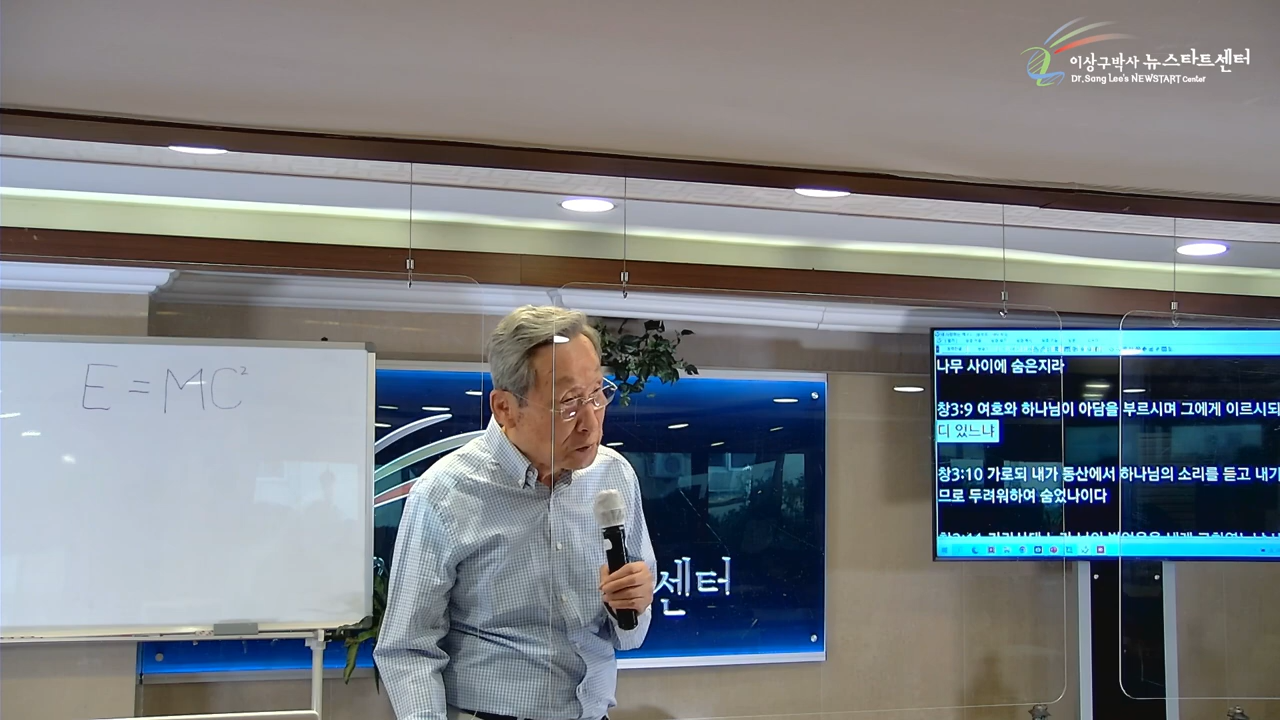 이상구박사 뉴스타트센터
Dr. Sang Lee's NEWSTART Center
E = MC²
센터
나무 사이에 숨은지라
창3:9 여호와 하나님이 아담을 부르시며 그에게 이르시되
디 있느냐
창3:10 가로되 내가 동산에서 하나님의 소리를 듣고 내가
므로 두려워하여 숨었나이다